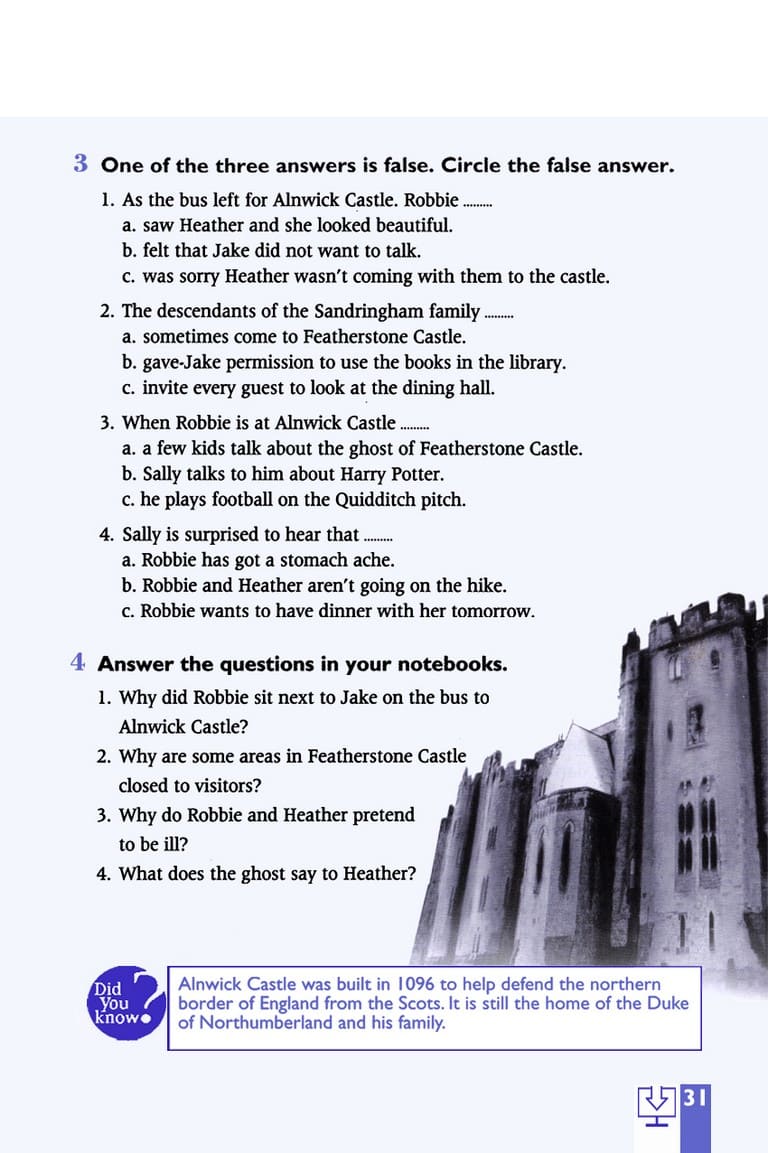 3 One of the three answers is false. Circle the false answer.
1. As the bus left for Alnwick Castle. Robbie .........
a. saw Heather and she looked beautiful.
b. felt that Jake did not want to talk.
c. was sorry Heather wasn't coming with them to the castle.
2. The descendants of the Sandringham family .........
a. sometimes come to Featherstone Castle.
b. gave-Jake permission to use the books in the library.
c. invite every guest to look at the dining hall.
3. When Robbie is at Alnwick Castle .........
a. a few kids talk about the ghost of Featherstone Castle.
b. Sally talks to him about Harry Potter.
c. he plays football on the Quidditch pitch.
4. Sally is surprised to hear that .........
a. Robbie has got a stomach ache.
b. Robbie and Heather aren't going on the hike.
c. Robbie wants to have dinner with her tomorrow.
4 Answer the questions in your notebooks.
1. Why did Robbie sit next to Jake on the bus to
Alnwick Castle?
2. Why are some areas in Featherstone Castle
closed to visitors?
3. Why do Robbie and Heather pretend
to be ill?
4. What does the ghost say to Heather?
Did
You
know?
Alnwick Castle was built in 1096 to help defend the northern
border of England from the Scots. It is still the home of the Duke
of Northumberland and his family.
31